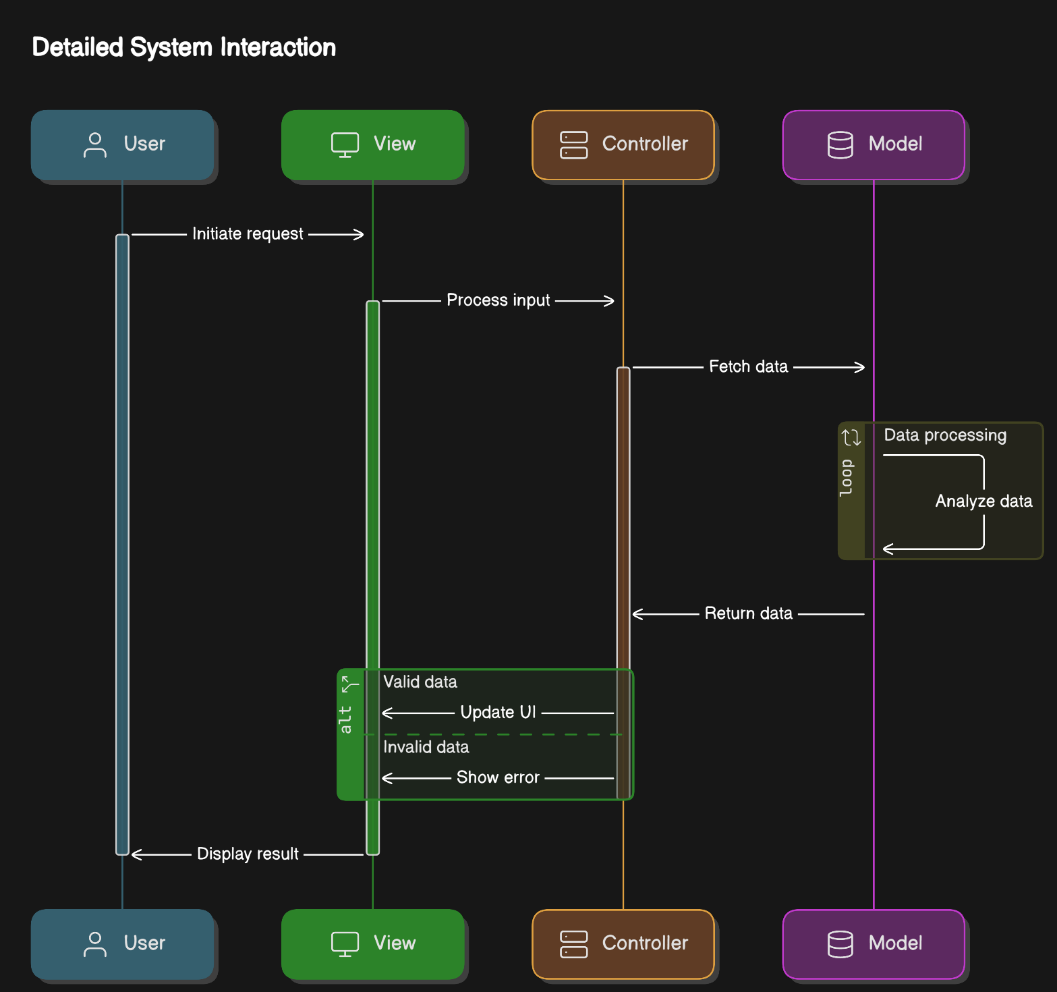 Detailed System Interaction
User
View
Controller
Model
Initiate request
Process input
Fetch data
Data processing
loop
Analyze data
Return data
Valid data
alt
Update UI
Invalid data
Show error
Display result
User
View
Controller
Model